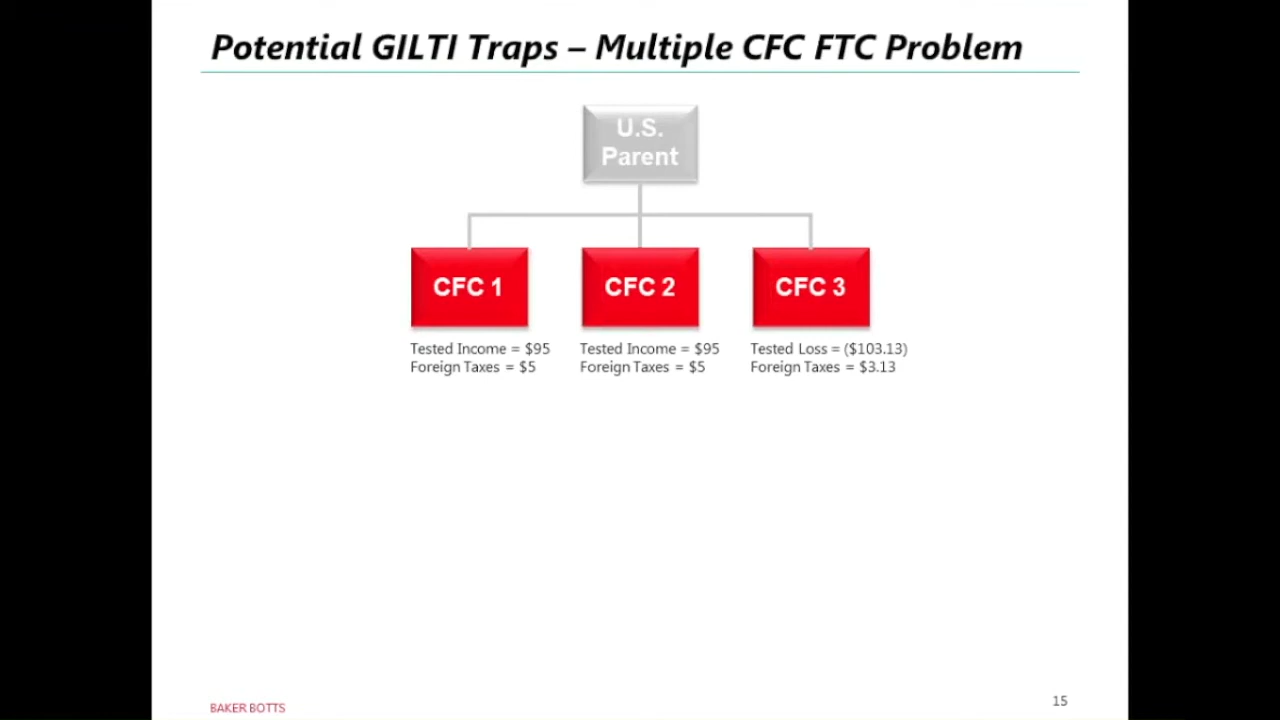 Potential GILTI Traps – Multiple CFC FTC Problem
U.S.
Parent
CFC 1
CFC 2
CFC 3
Tested Income = $95
Foreign Taxes = $5
Tested Income = $95
Foreign Taxes = $5
Tested Loss = ($103.13)
Foreign Taxes = $3.13
BAKER BOTTS
15